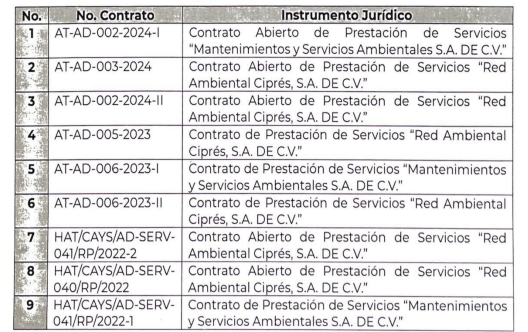 No. No. Contrato Instrumento Jurídico
1 AT-AD-002-2024-I Contrato Abierto de Prestación de Servicios
"Mantenimientos y Servicios Ambientales S.A. DE C.V."
2 AT-AD-003-2024 Contrato Abierto de Prestación de Servicios "Red
Ambiental Ciprés, S.A. DE C.V."
3 AT-AD-002-2024-II Contrato Abierto de Prestación de Servicios "Red
Ambiental Ciprés, S.A. DE C.V."
4 AT-AD-005-2023 Contrato de Prestación de Servicios "Red Ambiental
Ciprés, S.A. DE C.V."
5 AT-AD-006-2023-I Contrato de Prestación de Servicios "Mantenimientos
y Servicios Ambientales S.A. DE C.V."
6 AT-AD-006-2023-II Contrato de Prestación de Servicios "Red Ambiental
Ciprés, S.A. DE C.V."
7 HAT/CAYS/AD-SERV- Contrato Abierto de Prestación de Servicios "Red
041/RP/2022-2 Ambiental Ciprés, S.A. DE C.V."
8 HAT/CAYS/AD-SERV- Contrato Abierto de Prestación de Servicios "Red
040/RP/2022 Ambiental Ciprés, S.A. DE C.V."
9 HAT/CAYS/AD-SERV- Contrato de Prestación de Servicios "Mantenimientos
041/RP/2022-1 y Servicios Ambientales S.A. DE C.V."